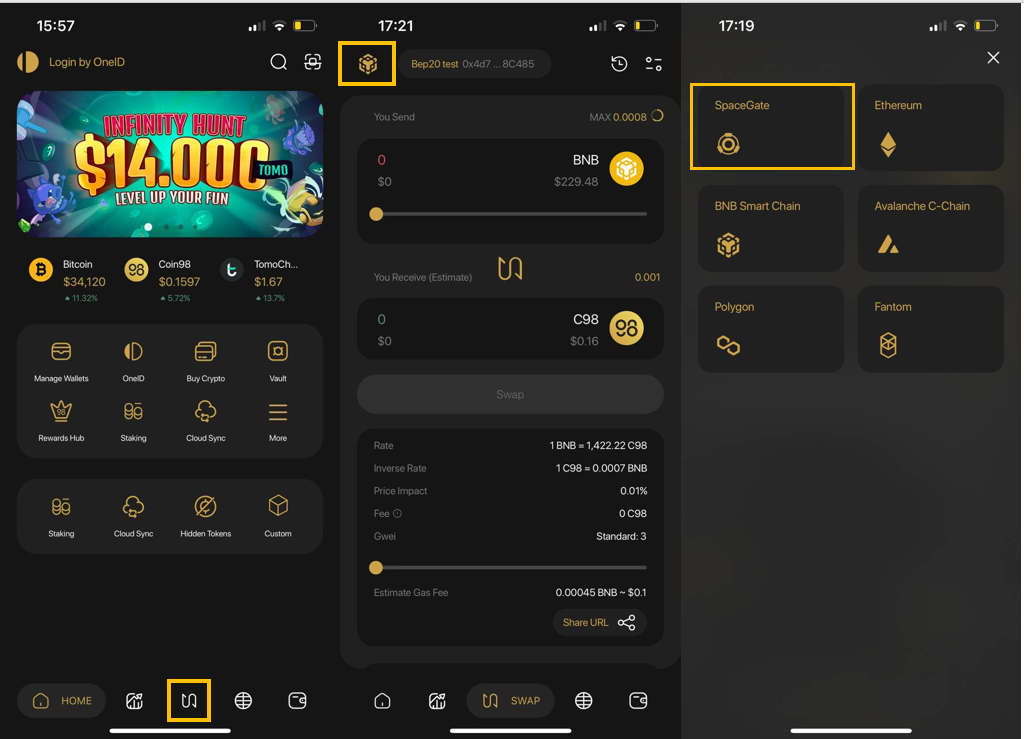 15:57
Login by OneID
INFINITY HUNT
$14.000
TOMO
LEVEL UP YOUR FUN
Bitcoin
$34,120
11.32%
Coin98
$0.1597
5.72%
TomoCh...
$1.67
13.7%
Manage Wallets
OneID
Buy Crypto
Vault
98
Rewards Hub
Staking
Cloud Sync
More
Staking
Cloud Sync
Hidden Tokens
Custom
HOME
17:21
Bep20 test 0x4d7 ... 8C485
You Send
MAX 0.0008
0
BNB
$0
$229.48
You Receive (Estimate)
0.001
0
C98
98
$0
$0.16
Swap
Rate
1 BNB = 1,422.22 C98
Inverse Rate
1 C98 = 0.0007 BNB
Price Impact
0.01%
Fee
0 C98
Gwei
Standard: 3
Estimate Gas Fee
0.00045 BNB ~ $0.1
Share URL
SWAP
17:19
SpaceGate
Ethereum
BNB Smart Chain
Avalanche C-Chain
Polygon
Fantom